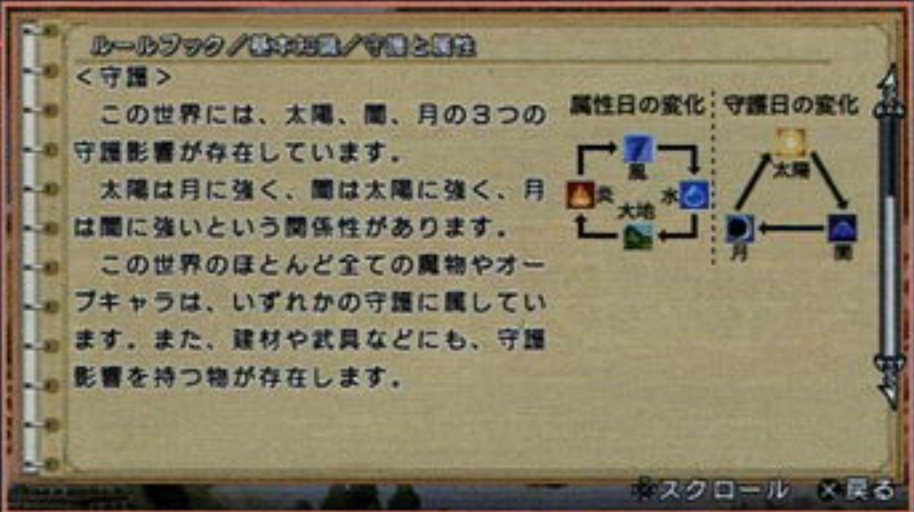 ルールブック／基本知識／守護と属性
＜守護＞
　この世界には、太陽、闇、月の３つの
守護影響が存在しています。
　太陽は月に強く、闇は太陽に強く、月
は闇に強いという関係性があります。
　この世界のほとんど全ての魔物やオー
ブキャラは、いずれかの守護に属してい
ます。また、建材や武具などにも、守護
影響を持つ物が存在します。
属性日の変化
風
炎
水
大地
守護日の変化
太陽
月
闇
スクロール
×戻る